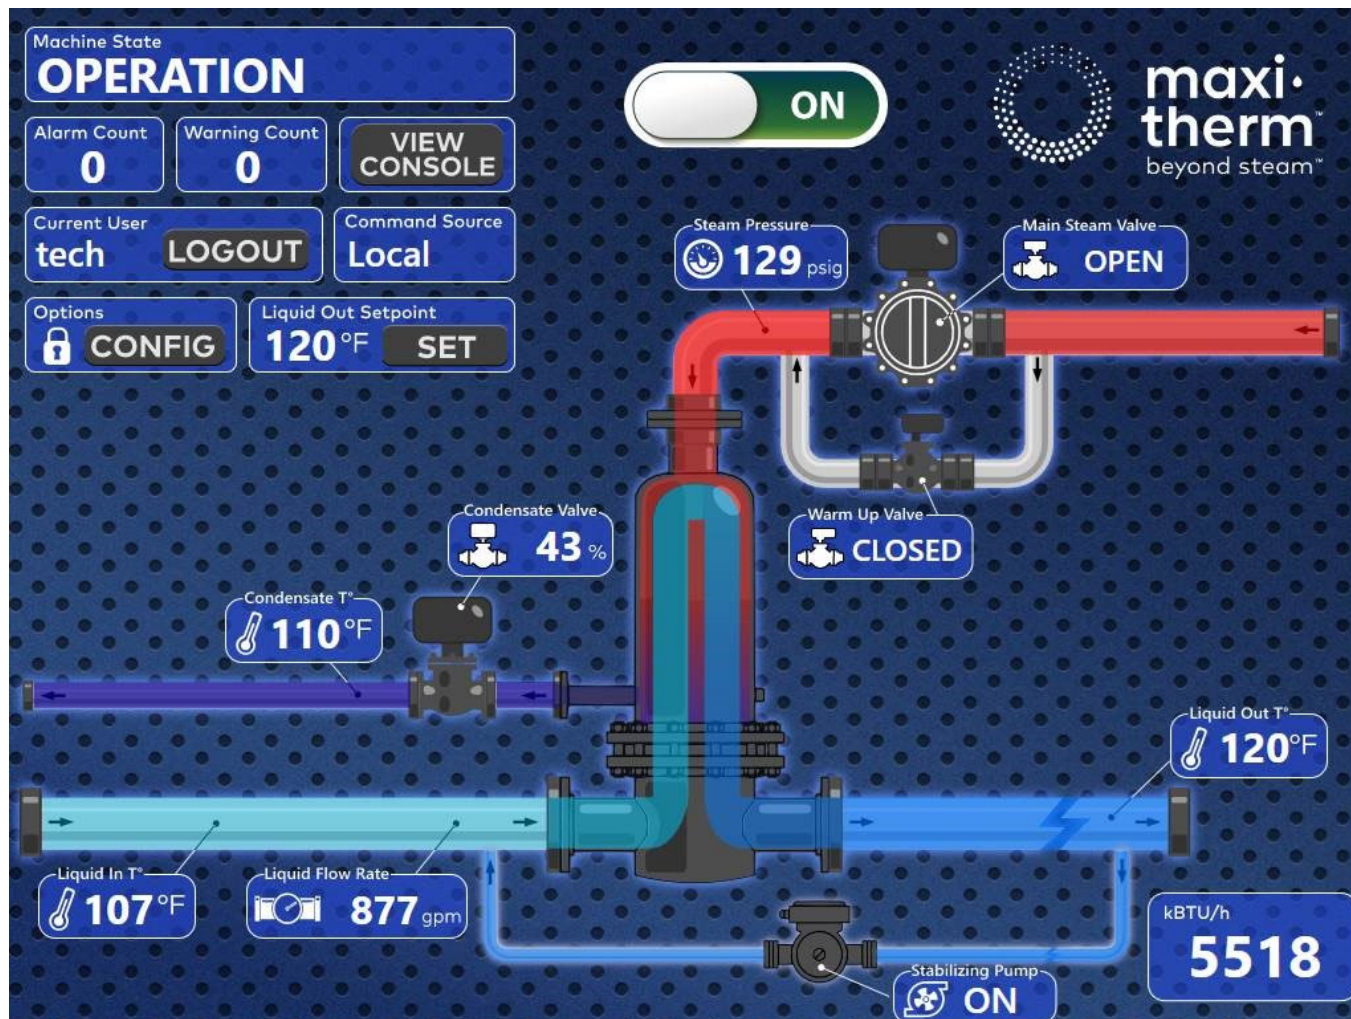 Machine State
OPERATION
ON
maxi·
therm™
beyond steam™
Alarm Count
0
Warning Count
0
VIEW
CONSOLE
Current User
tech
LOGOUT
Command Source
Local
Steam Pressure
129 psig
Main Steam Valve
OPEN
Options
CONFIG
Liquid Out Setpoint
120°F
SET
Condensate Valve
43 %
Warm Up Valve
CLOSED
Condensate T°
110°F
Liquid Out T°
120°F
Liquid In T°
107°F
Liquid Flow Rate
877 gpm
kBTU/h
5518
Stabilizing Pump
ON